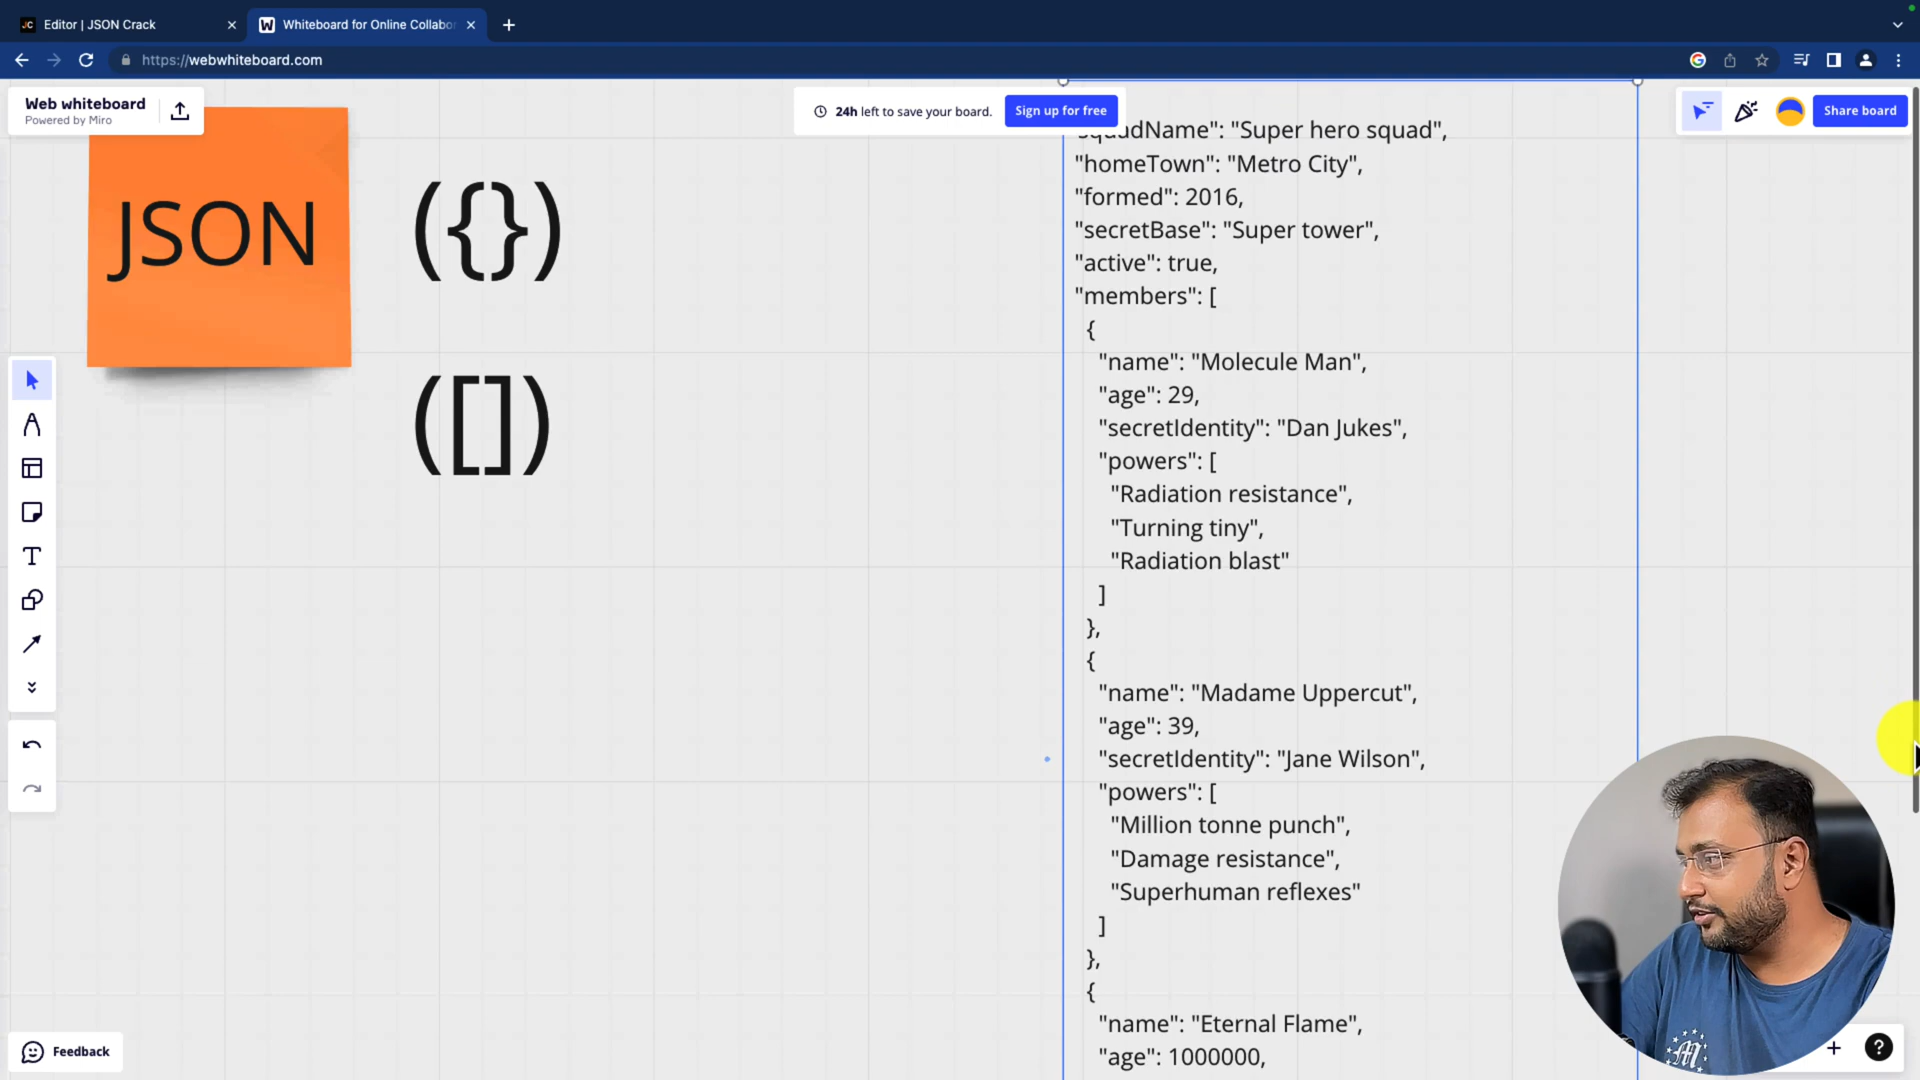 Editor | JSON Crack
Whiteboard for Online Collabor
https://webwhiteboard.com
Web whiteboard
Powered by Miro
24h left to save your board.
Sign up for free
Share board
JSON
({})
([])
squadName": "Super hero squad",
"homeTown": "Metro City",
"formed": 2016,
"secretBase": "Super tower",
"active": true,
"members": [
{
"name": "Molecule Man",
"age": 29,
"secretIdentity": "Dan Jukes",
"powers": [
"Radiation resistance",
"Turning tiny",
"Radiation blast"
]
},
{
"name": "Madame Uppercut",
"age": 39,
"secretIdentity": "Jane Wilson",
"powers": [
"Million tonne punch",
"Damage resistance",
"Superhuman reflexes"
]
},
{
"name": "Eternal Flame",
"age": 1000000,
Feedback